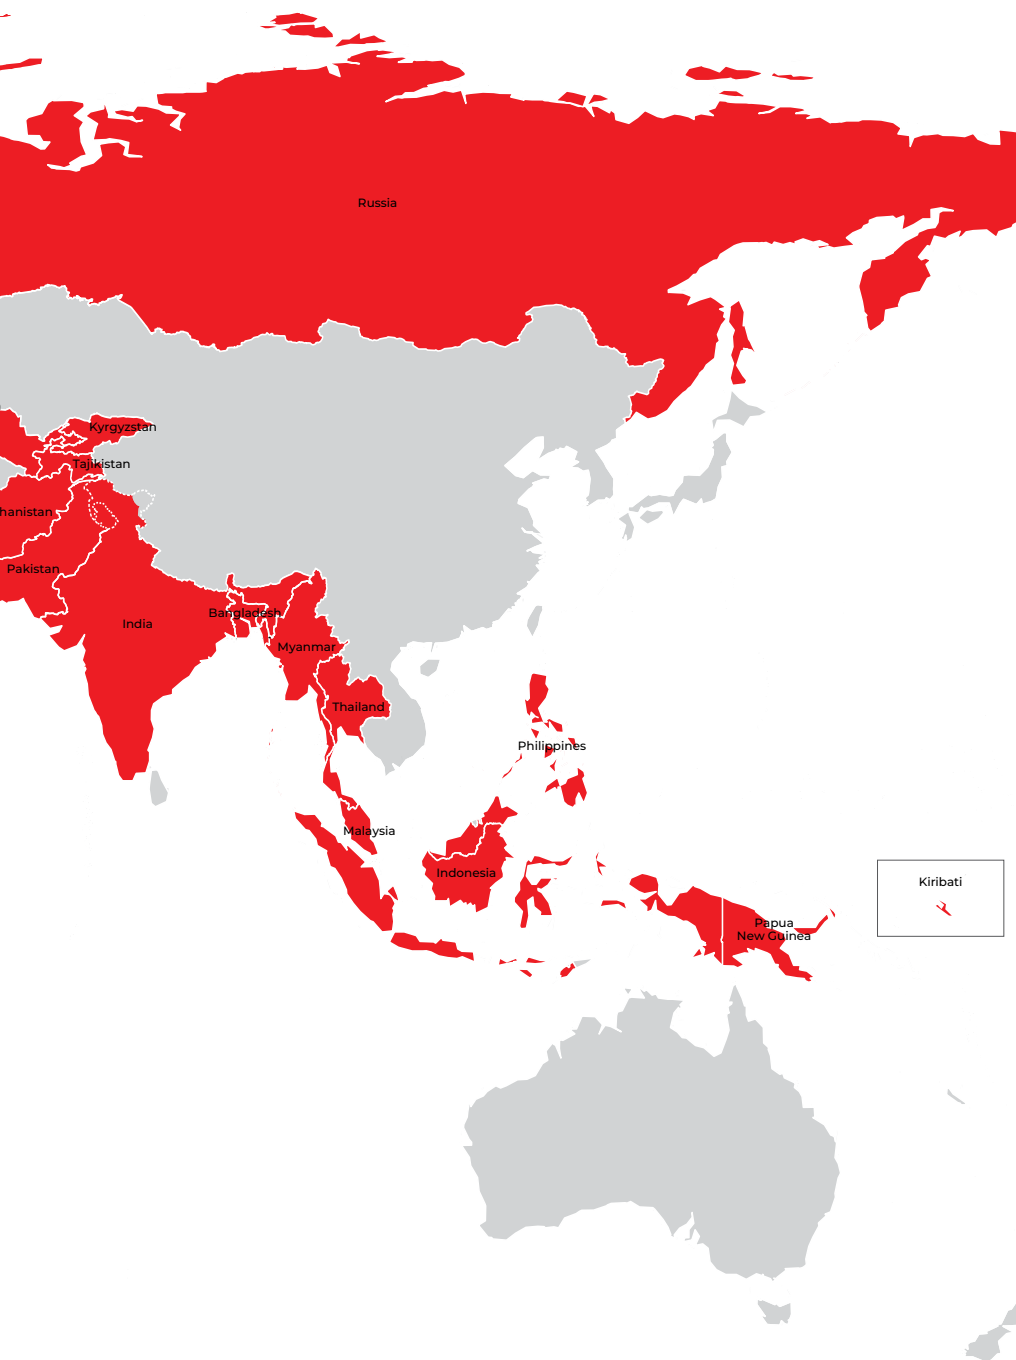 Russia
Kyrgyzstan
Tajikistan
hanistan
Pakistan
Bangladesh
India
Myanmar
Thailand
Philippines
Malaysia
Indonesia
Kiribati
Papua
New Guinea